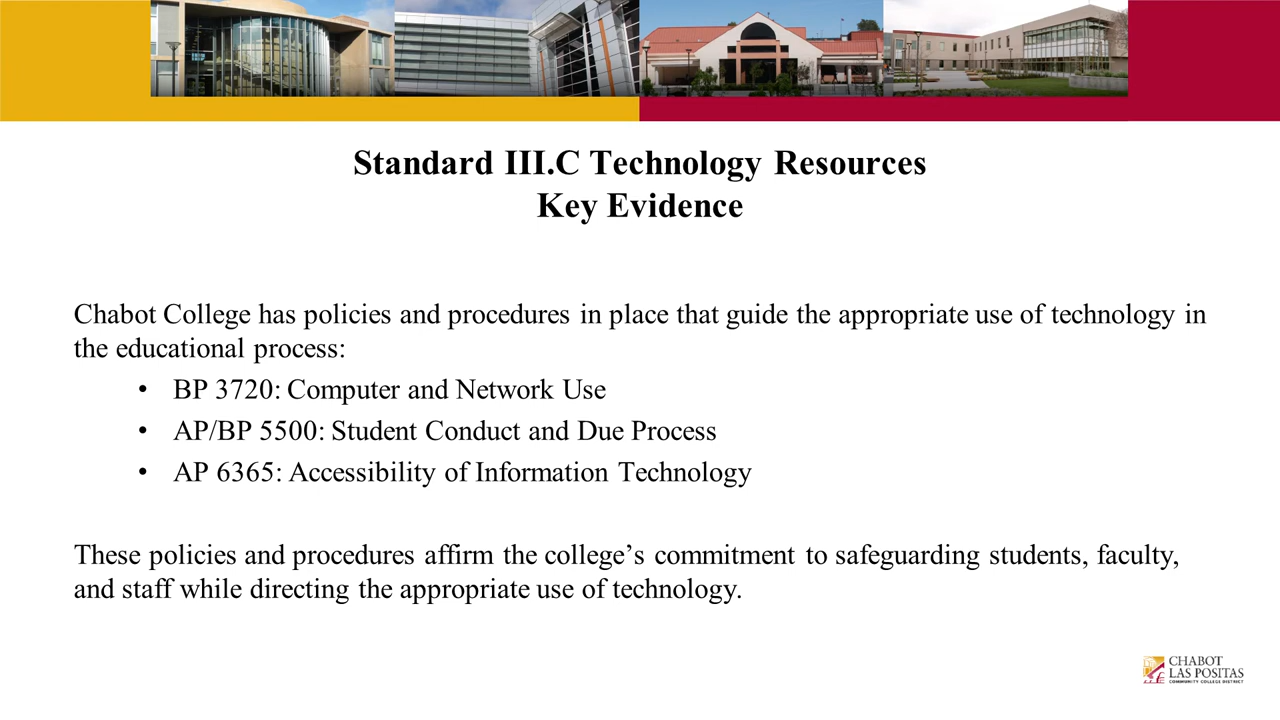 Standard III.C Technology Resources
Key Evidence
Chabot College has policies and procedures in place that guide the appropriate use of technology in
the educational process:
• BP 3720: Computer and Network Use
• AP/BP 5500: Student Conduct and Due Process
• AP 6365: Accessibility of Information Technology
These policies and procedures affirm the college’s commitment to safeguarding students, faculty,
and staff while directing the appropriate use of technology.
CHABOT
LAS POSITAS
COMMUNITY COLLEGE DISTRICT